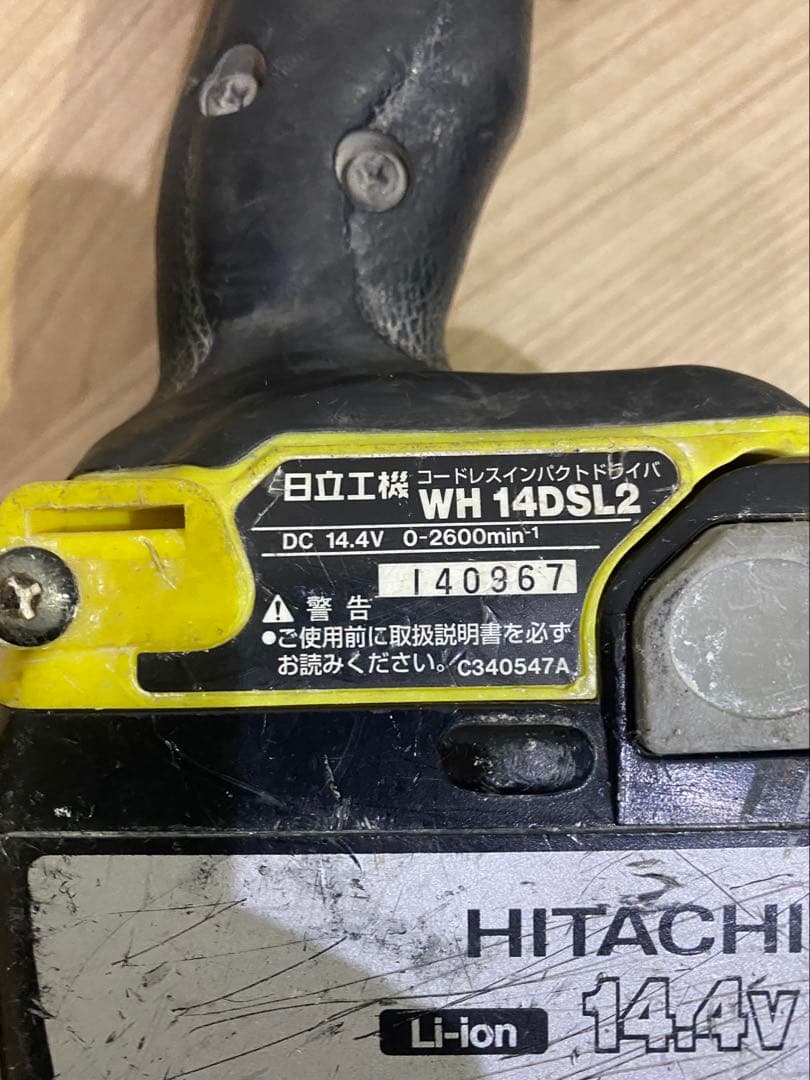 日立工機 コードレスインパクトドライバ
WH 14DSL2
DC 14.4V 0-2600min-1
140967
警告
●ご使用前に取扱説明書を必ず
お読みください。 C340547A
HITACHI
Li-ion 14.4V